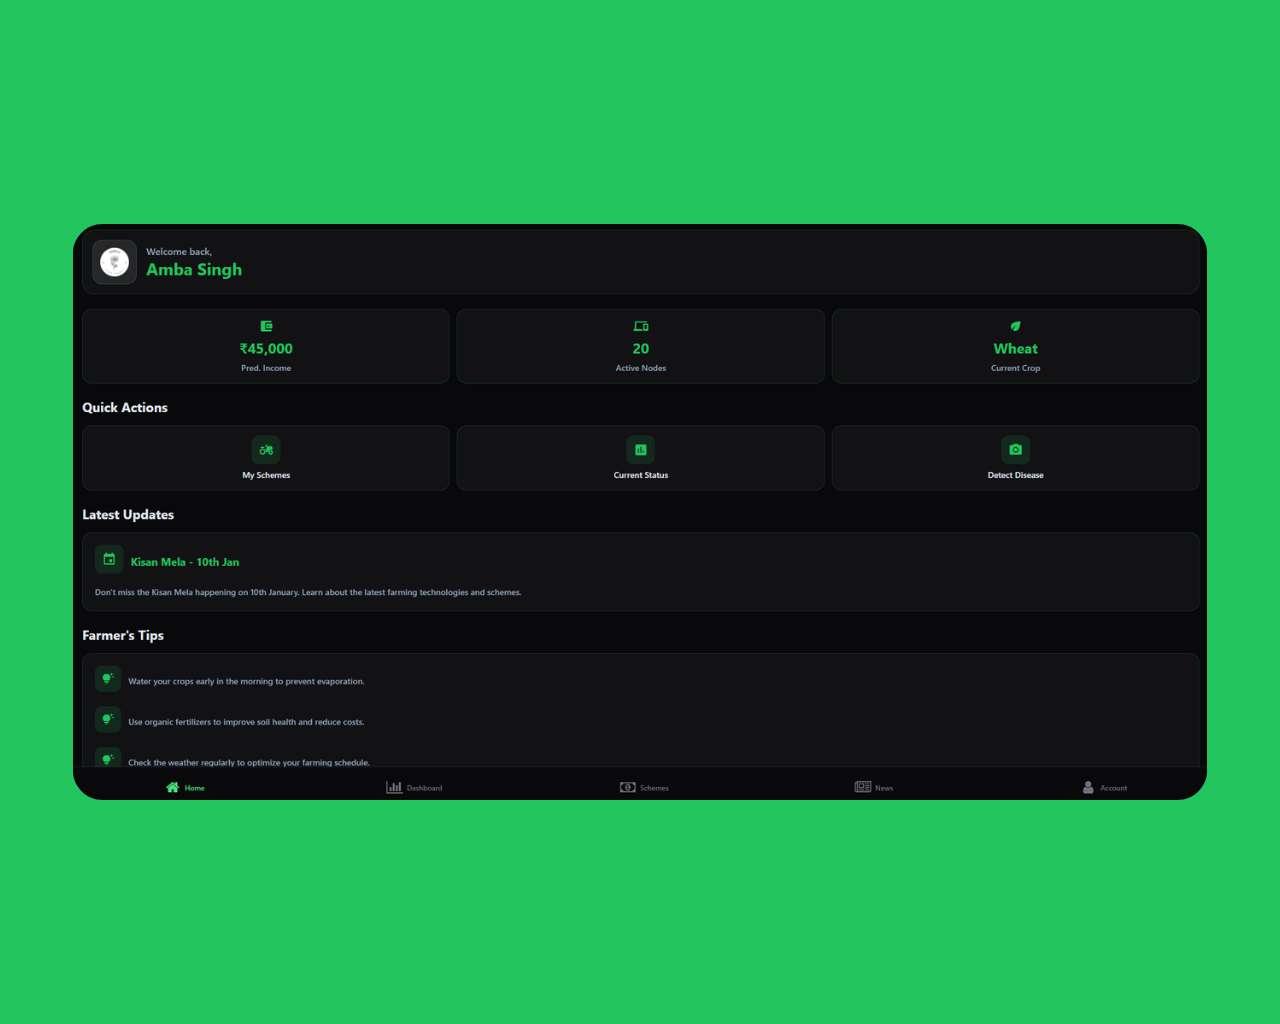 Welcome back,
Amba Singh
₹45,000
Pred. Income
20
Active Nodes
Wheat
Current Crop
Quick Actions
My Schemes
Current Status
Detect Disease
Latest Updates
Kisan Mela - 10th Jan
Don't miss the Kisan Mela happening on 10th January. Learn about the latest farming technologies and schemes.
Farmer's Tips
Water your crops early in the morning to prevent evaporation.
Use organic fertilizers to improve soil health and reduce costs.
Check the weather regularly to optimize your farming schedule.
Home
Dashboard
Schemes
News
Account